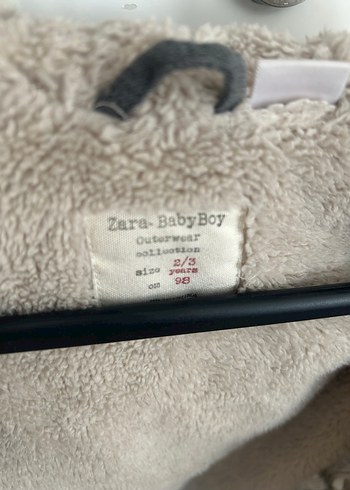 Zara-BabyBoy
Outerwear
collection
size 2/3 years
cm 98